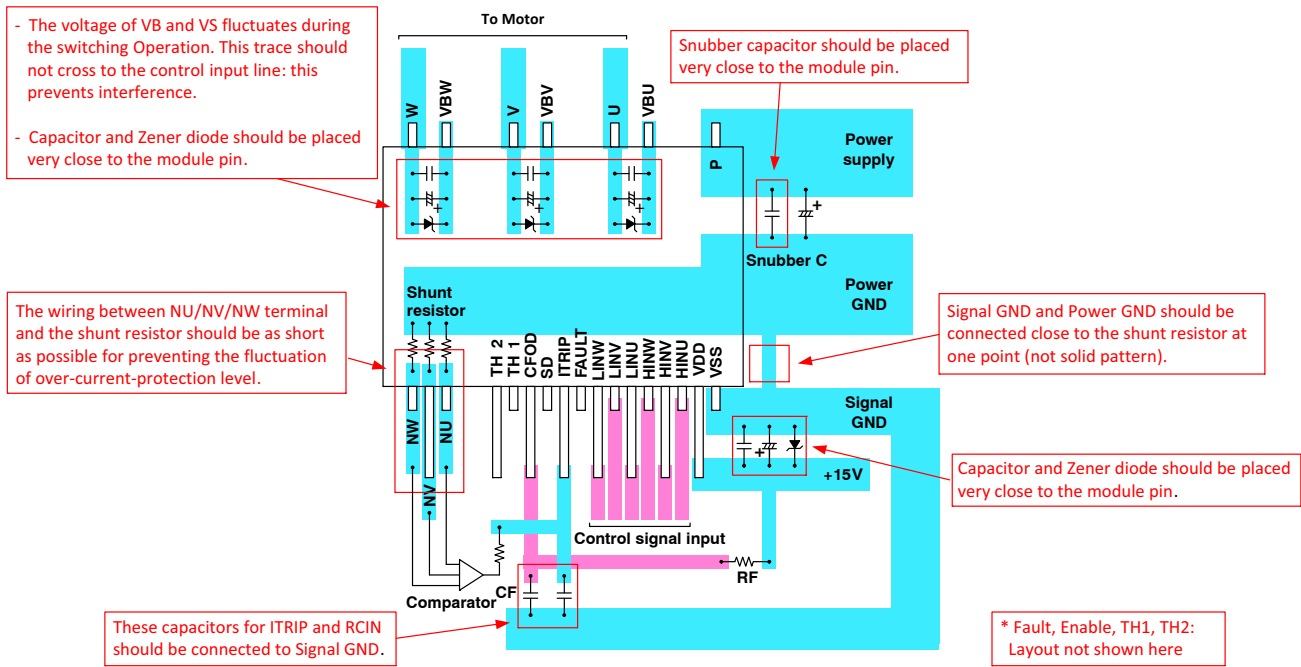 - The voltage of VB and VS fluctuates during
the switching Operation. This trace should
not cross to the control input line: this
prevents interference.
- Capacitor and Zener diode should be placed
very close to the module pin.
To Motor
Snubber capacitor should be placed
very close to the module pin.
W
VBW
V
VBV
U
VBU
P
Power
supply
+
+
+
+
Snubber C
Power
GND
Shunt
resistor
The wiring between NU/NV/NW terminal
and the shunt resistor should be as short
as possible for preventing the fluctuation
of over-current-protection level.
Signal GND and Power GND should be
connected close to the shunt resistor at
one point (not solid pattern).
TH 2
TH 1
CFOD
SD
ITRIP
FAULT
LINW
LINV
LINU
HINW
HINV
HINU
VDD
VSS
NW
NV
NU
Signal
GND
+
+15V
Capacitor and Zener diode should be placed
very close to the module pin.
Control signal input
RF
Comparator
CF
These capacitors for ITRIP and RCIN
should be connected to Signal GND.
* Fault, Enable, TH1, TH2:
Layout not shown here